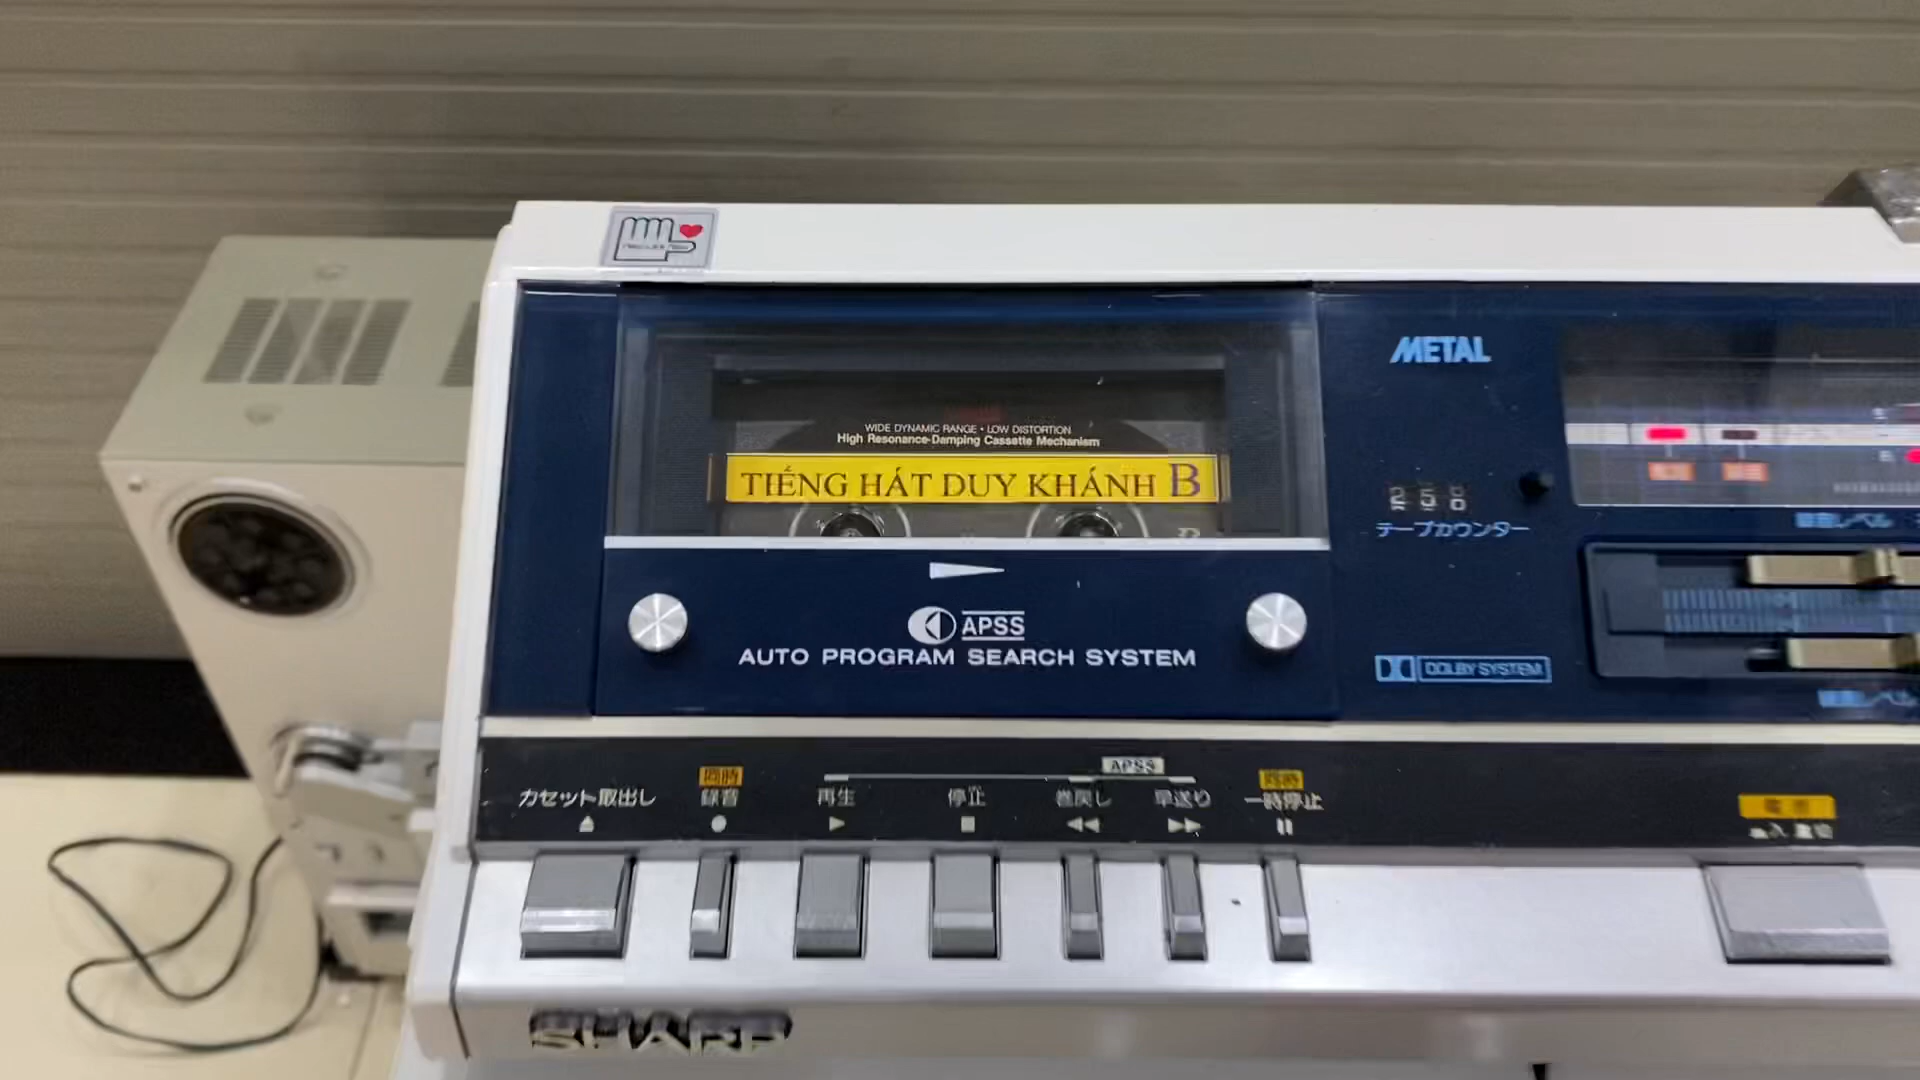 METAL
WIDE DYNAMIC RANGE • LOW DISTORTION
High Resonance-Damping Cassette Mechanism
TIẾNG HÁT DUY KHÁNH B
テープカウンター
APSS
AUTO PROGRAM SEARCH SYSTEM
DOLBY SYSTEM
APSS
カセット取出し
録音
再生
停止
巻戻し
早送り
一時停止
SHARP